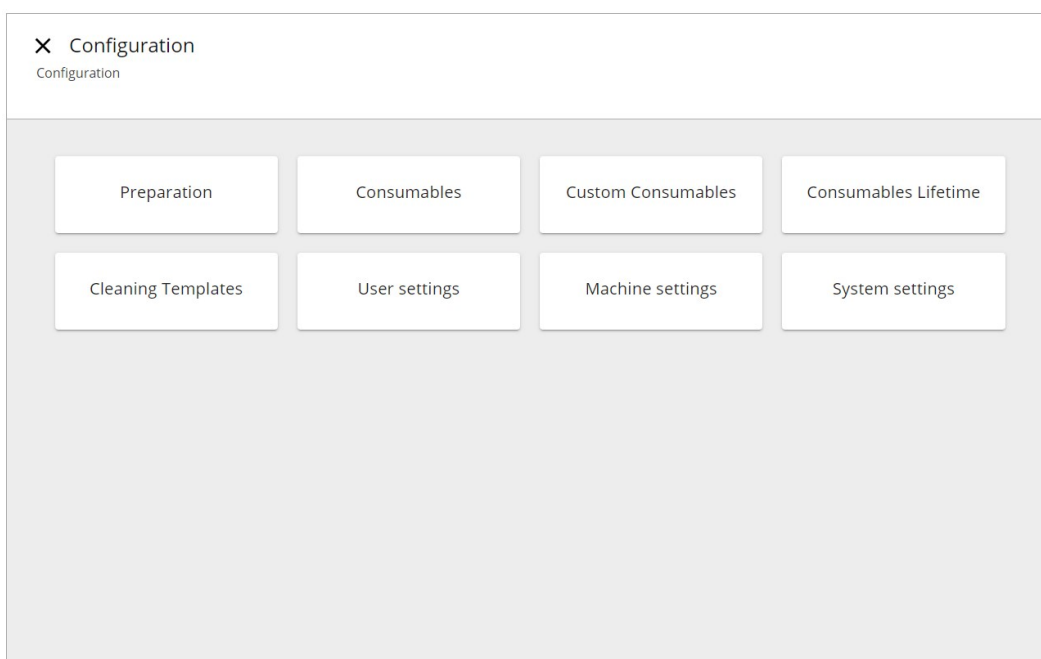 Configuration
Configuration
Preparation
Consumables
Custom Consumables
Consumables Lifetime
Cleaning Templates
User settings
Machine settings
System settings